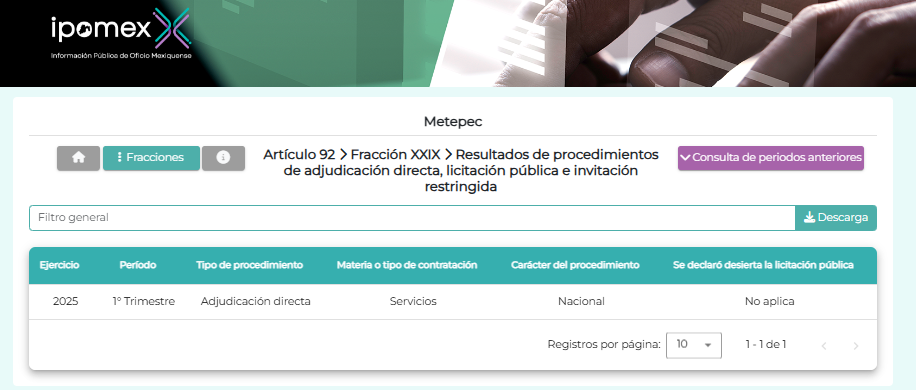 ipomex
Información Pública de Oficio Mexiquense
Metepec
Fracciones
Artículo 92 > Fracción XXIX > Resultados de procedimientos
de adjudicación directa, licitación pública e invitación
restringida
Consulta de periodos anteriores
Filtro general
Descarga
Ejercicio Período Tipo de procedimiento Materia o tipo de contratación Carácter del procedimiento Se declaró desierta la licitación pública
2025 1° Trimestre Adjudicación directa Servicios Nacional No aplica
Registros por página: 10 1 - 1 de 1